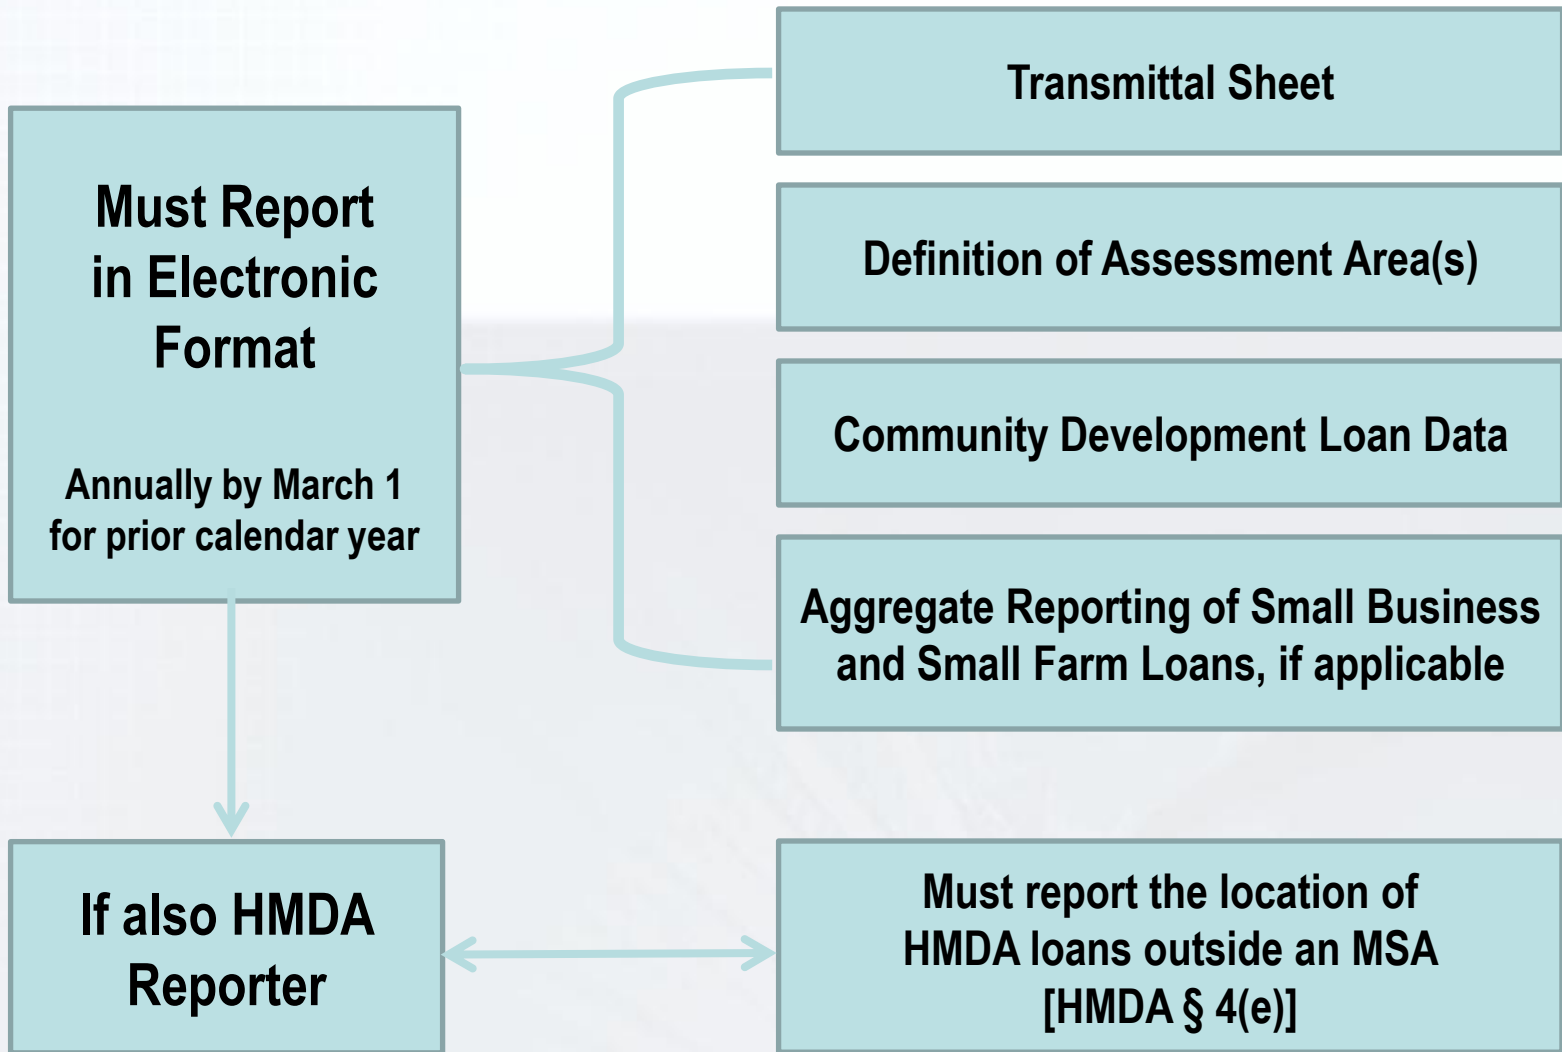 Must Report
in Electronic
Format
Annually by March 1
for prior calendar year
Transmittal Sheet
Definition of Assessment Area(s)
Community Development Loan Data
Aggregate Reporting of Small Business
and Small Farm Loans, if applicable
If also HMDA
Reporter
Must report the location of
HMDA loans outside an MSA
[HMDA § 4(e)]